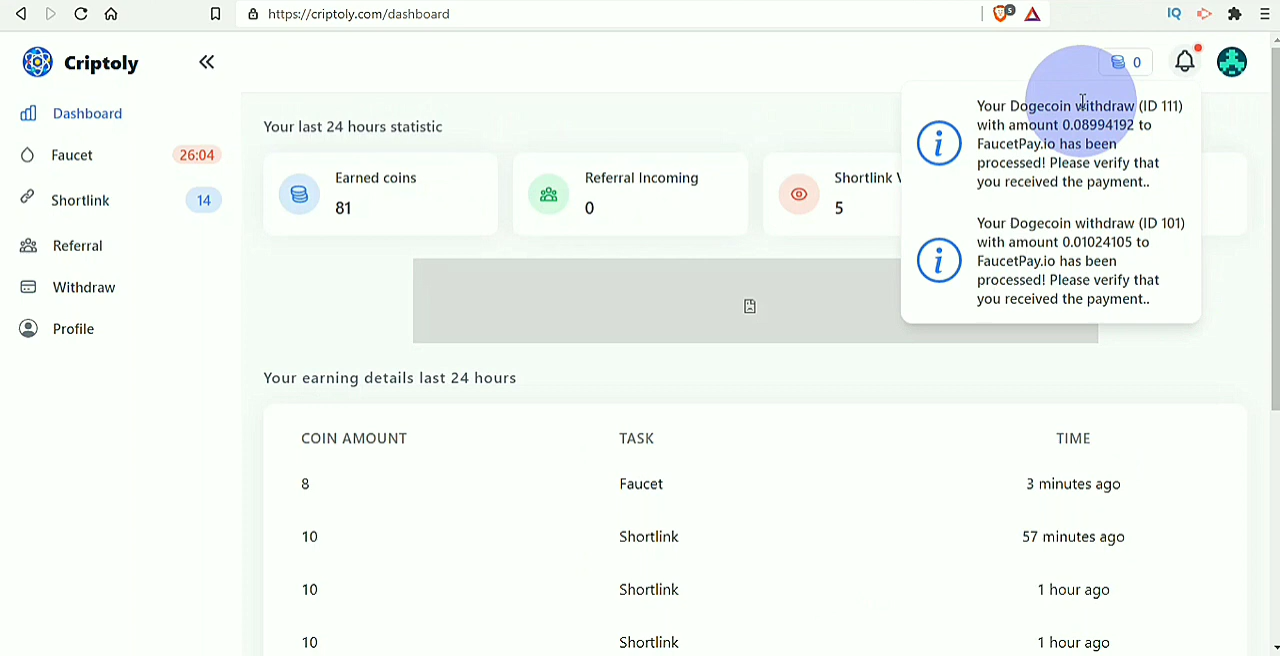 https://criptoly.com/dashboard
5
IQ
Criptoly
0
Dashboard
Faucet
26:04
Shortlink
14
Referral
Withdraw
Profile
Your last 24 hours statistic
Earned coins
81
Referral Incoming
0
Shortlink V
5
Your Dogecoin withdraw (ID 111)
with amount 0.08994192 to
FaucetPay.io has been
processed! Please verify that
you received the payment..
Your Dogecoin withdraw (ID 101)
with amount 0.01024105 to
FaucetPay.io has been
processed! Please verify that
you received the payment..
Your earning details last 24 hours
COIN AMOUNT TASK TIME
8 Faucet 3 minutes ago
10 Shortlink 57 minutes ago
10 Shortlink 1 hour ago
10 Shortlink 1 hour ago